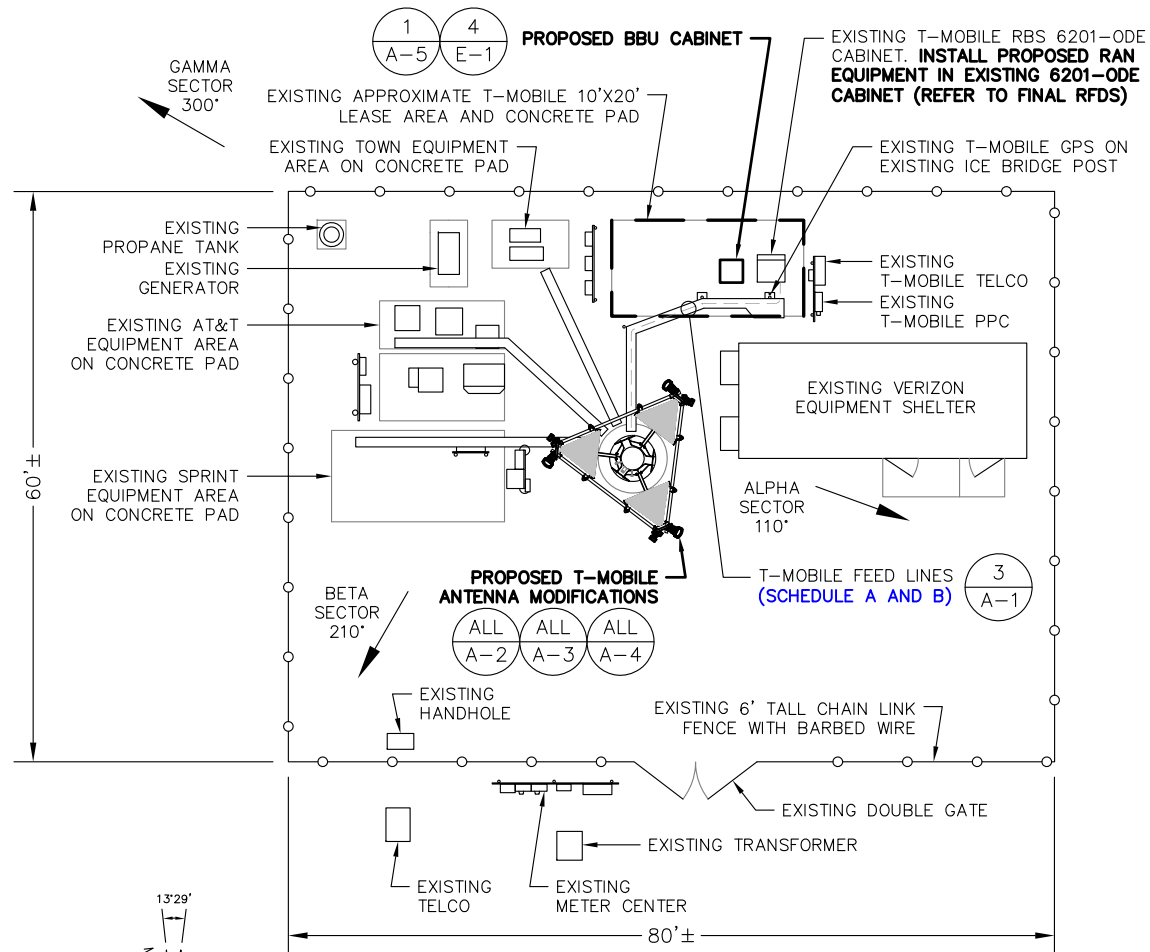 1
A-5
4
E-1
PROPOSED BBU CABINET
EXISTING T-MOBILE RBS 6201-ODE
CABINET. INSTALL PROPOSED RAN
EQUIPMENT IN EXISTING 6201-ODE
CABINET (REFER TO FINAL RFDS)
GAMMA
SECTOR
300°
EXISTING APPROXIMATE T-MOBILE 10'X20'
LEASE AREA AND CONCRETE PAD
EXISTING TOWN EQUIPMENT
AREA ON CONCRETE PAD
EXISTING T-MOBILE GPS ON
EXISTING ICE BRIDGE POST
EXISTING
PROPANE TANK
EXISTING
GENERATOR
EXISTING
T-MOBILE TELCO
EXISTING
T-MOBILE PPC
EXISTING AT&T
EQUIPMENT AREA
ON CONCRETE PAD
EXISTING VERIZON
EQUIPMENT SHELTER
60'±
EXISTING SPRINT
EQUIPMENT AREA
ON CONCRETE PAD
ALPHA
SECTOR
110°
PROPOSED T-MOBILE
ANTENNA MODIFICATIONS
T-MOBILE FEED LINES
(SCHEDULE A AND B)
3
A-1
BETA
SECTOR
210°
ALL
A-2
ALL
A-3
ALL
A-4
EXISTING
HANDHOLE
EXISTING 6' TALL CHAIN LINK
FENCE WITH BARBED WIRE
EXISTING DOUBLE GATE
EXISTING TRANSFORMER
EXISTING
TELCO
EXISTING
METER CENTER
13°29'
80'±